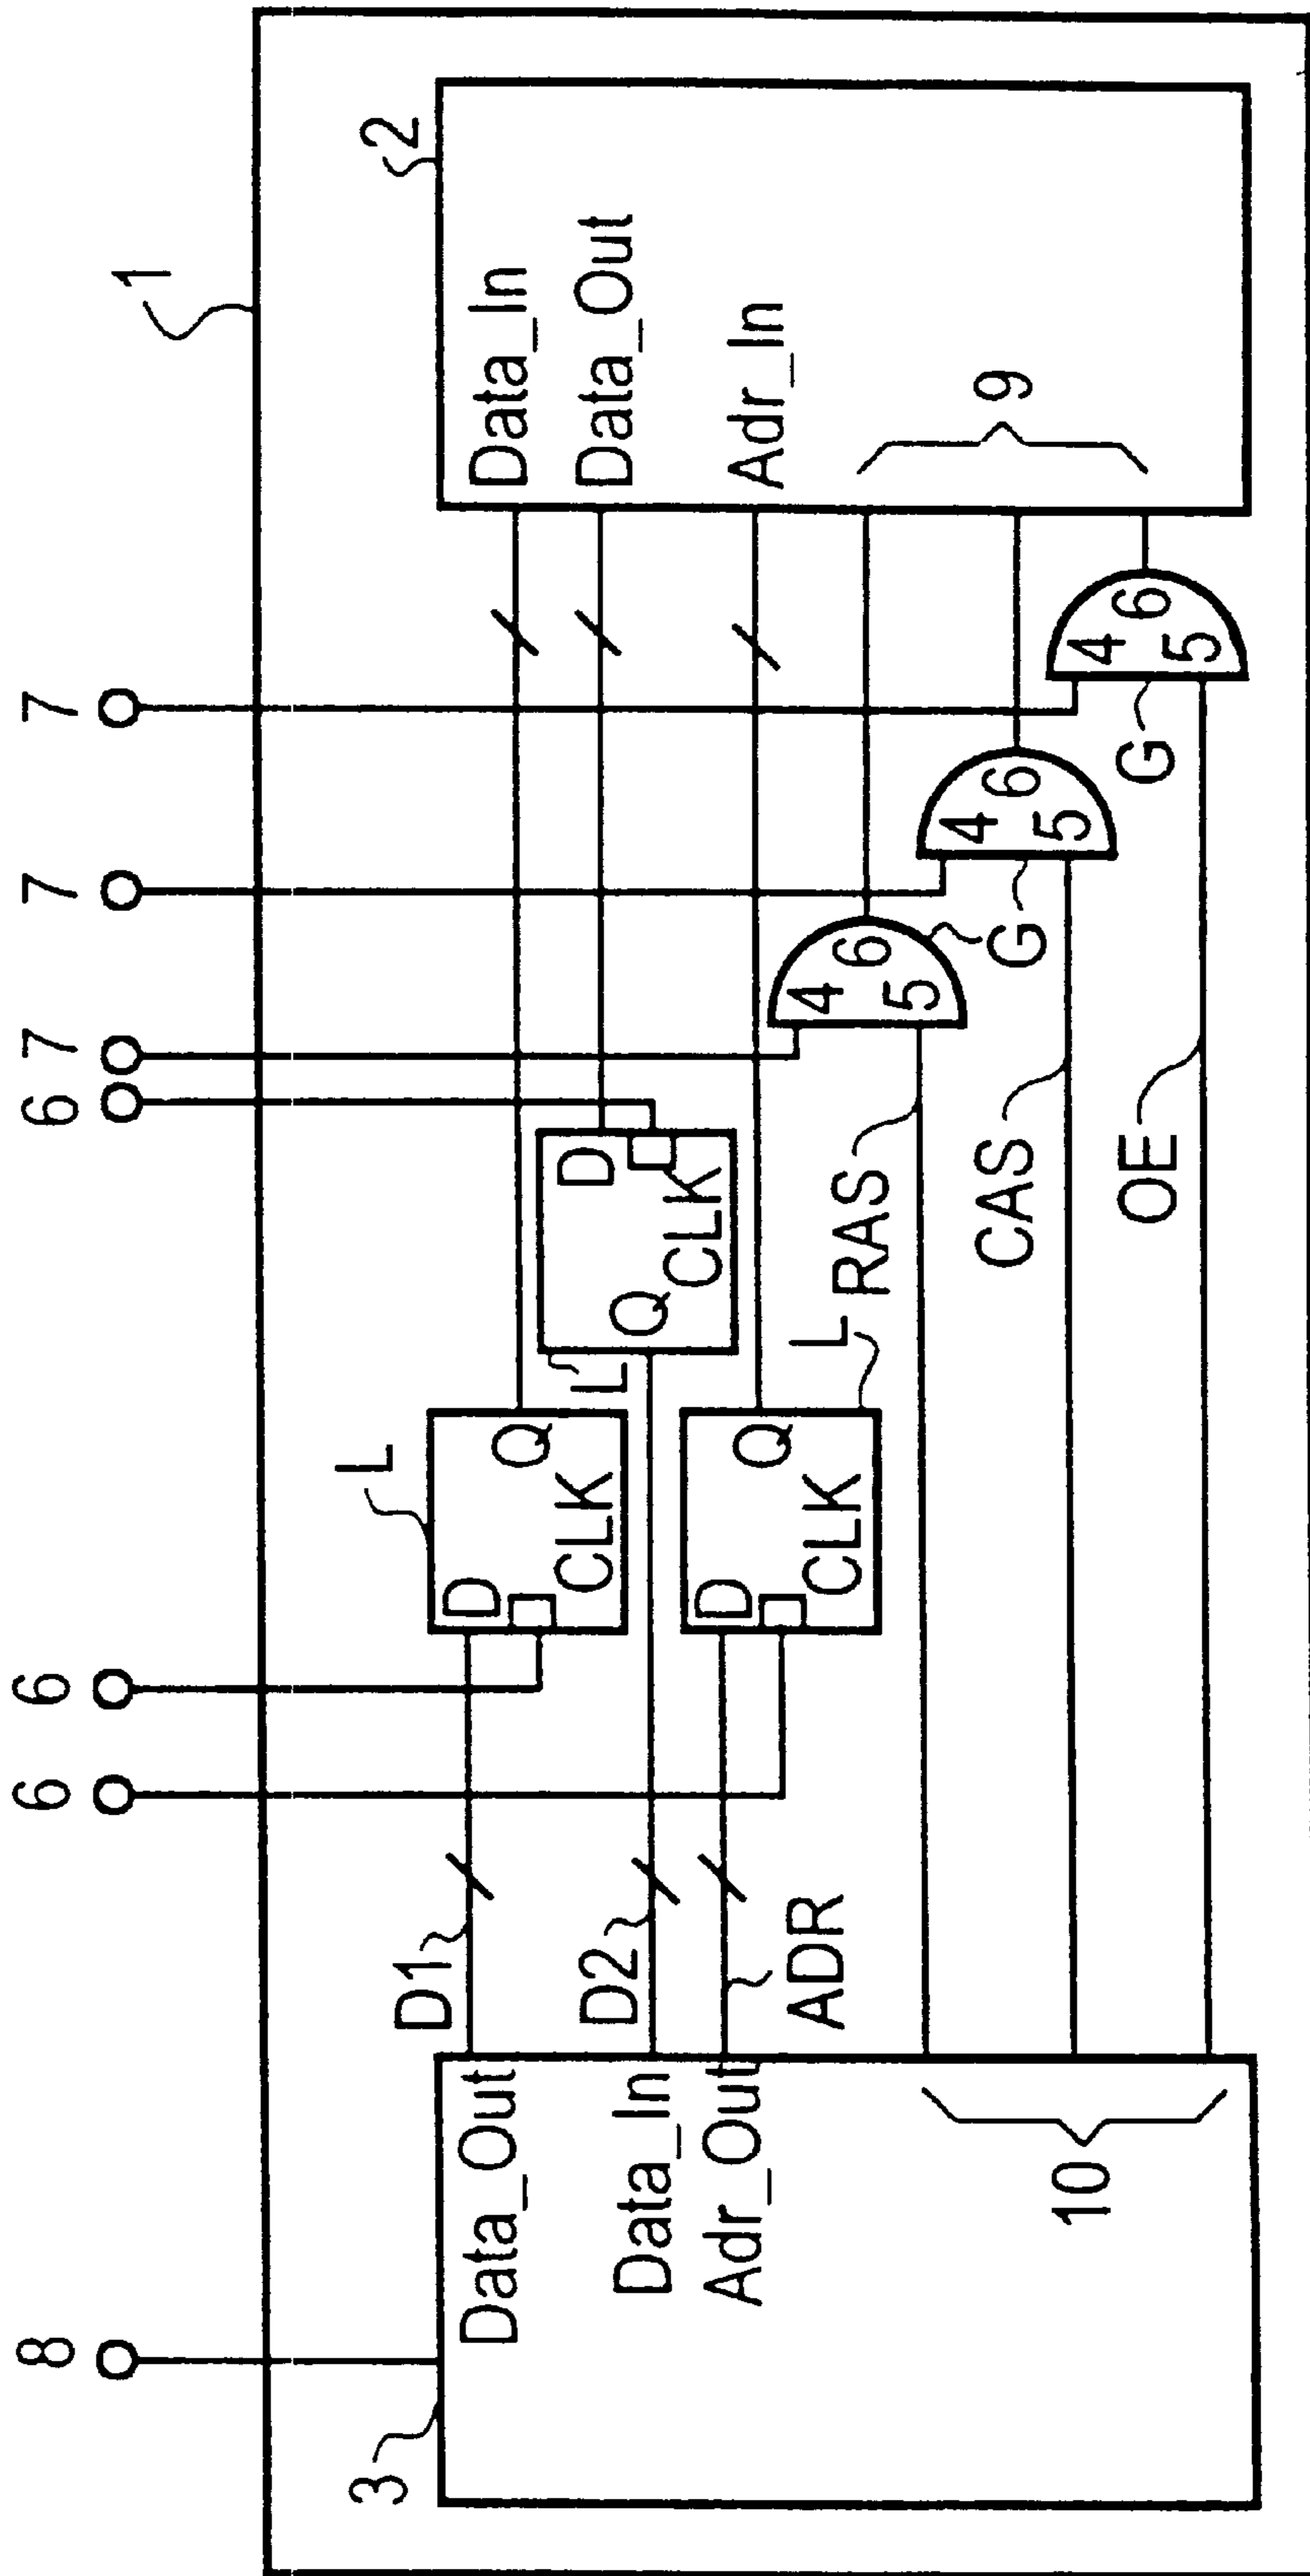 8
6
6
6
7
7
7
1
3
Data_Out
Data_In
Adr_Out
10
D1
D2
ADR
L
D
Q
CLK
L
D
Q
CLK
L
D
Q
CLK
RAS
CAS
OE
4
5
6
G
4
5
6
G
4
5
6
2
Data_In
Data_Out
Adr_In
9